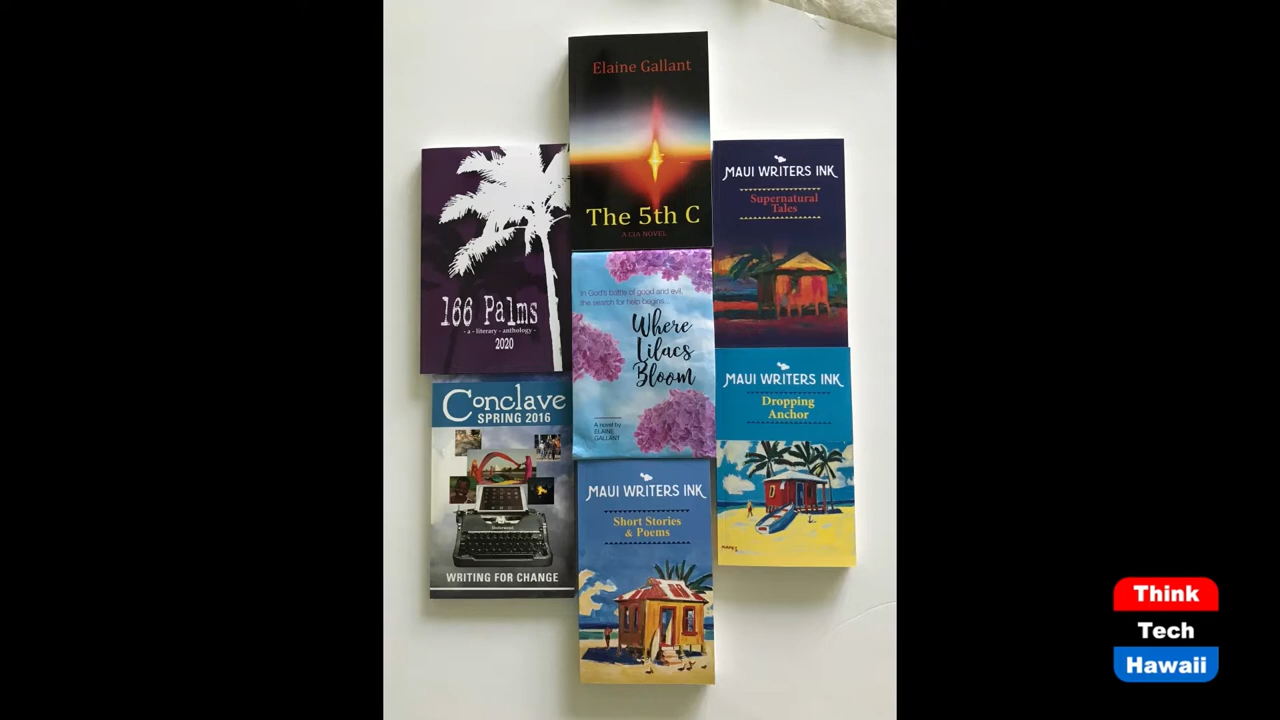 Elaine Gallant
The 5th C
A CIA NOVEL
166 Palms
- a - literary - anthology -
2020
MAUI WRITERS INK
Supernatural
Tales
In God's battle of good and evil,
the search for help begins...
Where
Lilacs
Bloom
A novel by
ELAINE
GALLANT
Conclave
SPRING 2016
Underwood
WRITING FOR CHANGE
MAUI WRITERS INK
Dropping
Anchor
MAUI WRITERS INK
Short Stories
& Poems
Think
Tech
Hawaii